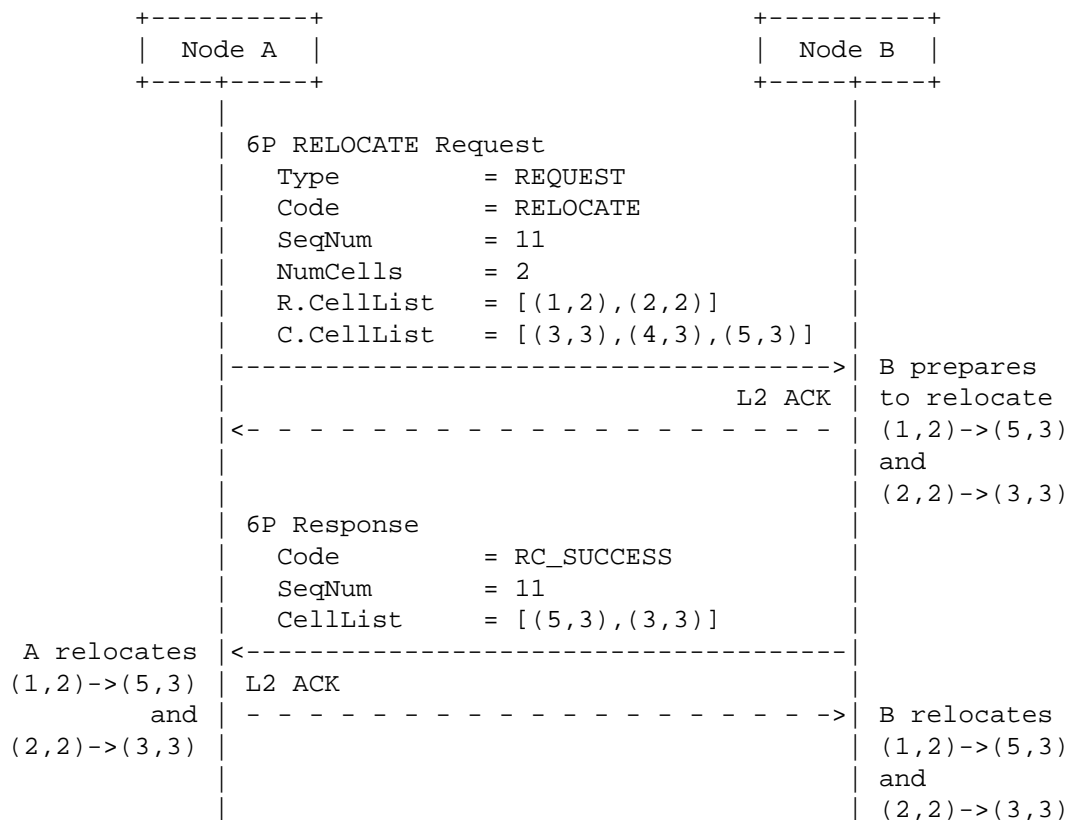 +----------+                            +----------+
|  Node A  |                            |  Node B  |
+----+-----+                            +-----+----+
     |                                        |
     | 6P RELOCATE Request                    |
     |   Type         = REQUEST               |
     |   Code         = RELOCATE              |
     |   SeqNum       = 11                    |
     |   NumCells     = 2                     |
     |   R.CellList   = [(1,2),(2,2)]         |
     |   C.CellList   = [(3,3),(4,3),(5,3)]   |
     |--------------------------------------->| B prepares
     |                                L2 ACK  | to relocate
     |<- - - - - - - - - - - - - - - - - - -  | (1,2)->(5,3)
     |                                        | and
     |                                        | (2,2)->(3,3)
     | 6P Response                            |
     |   Code         = RC_SUCCESS            |
     |   SeqNum       = 11                    |
     |   CellList     = [(5,3),(3,3)]         |
A relocates |<---------------------------------------|
(1,2)->(5,3) | L2 ACK                                 |
and | - - - - - - - - - - - - - - - - - - ->| B relocates
(2,2)->(3,3) |                                        | (1,2)->(5,3)
     |                                        | and
     |                                        | (2,2)->(3,3)